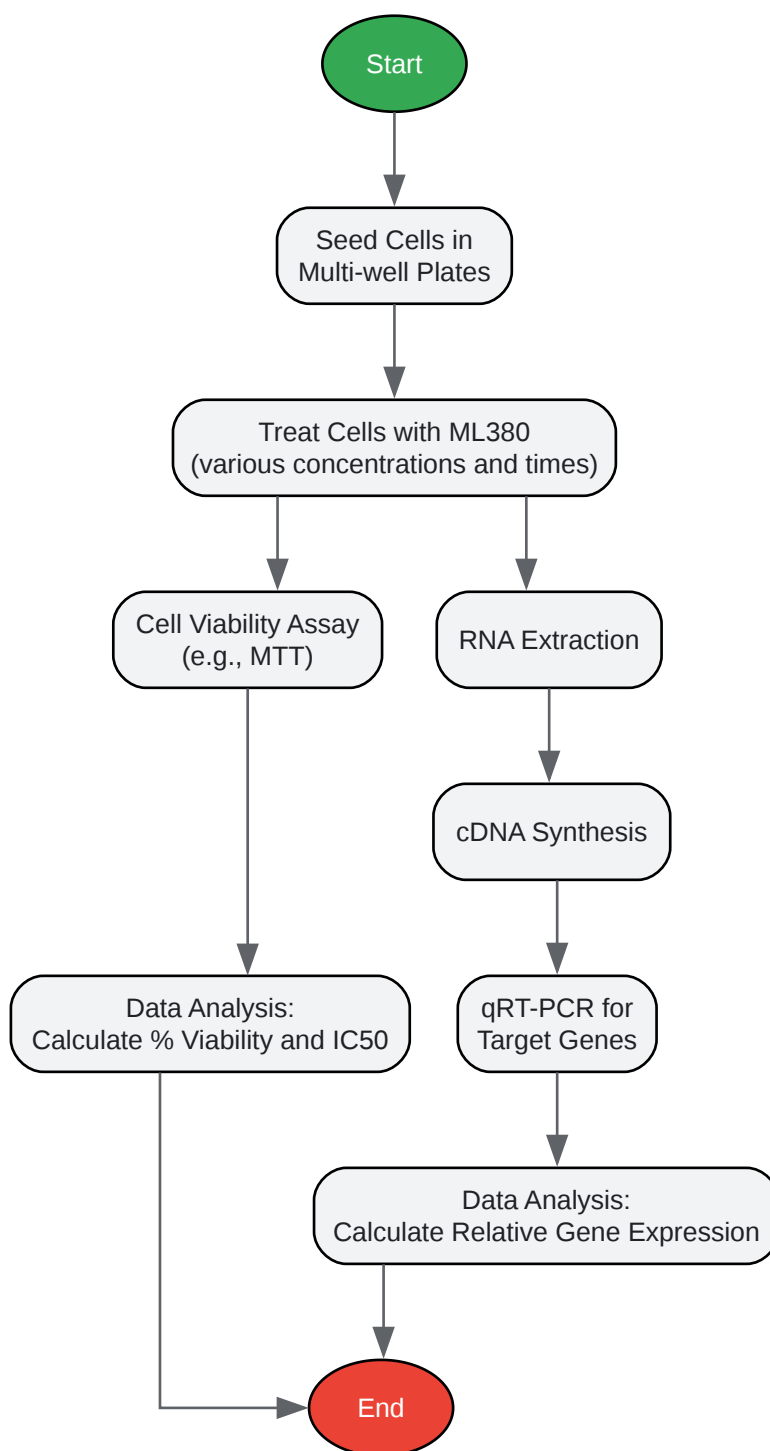 Start
Seed Cells in
Multi-well Plates
Treat Cells with ML380
(various concentrations and times)
Cell Viability Assay
(e.g., MTT)
RNA Extraction
cDNA Synthesis
Data Analysis:
Calculate % Viability and IC50
qRT-PCR for
Target Genes
Data Analysis:
Calculate Relative Gene Expression
End